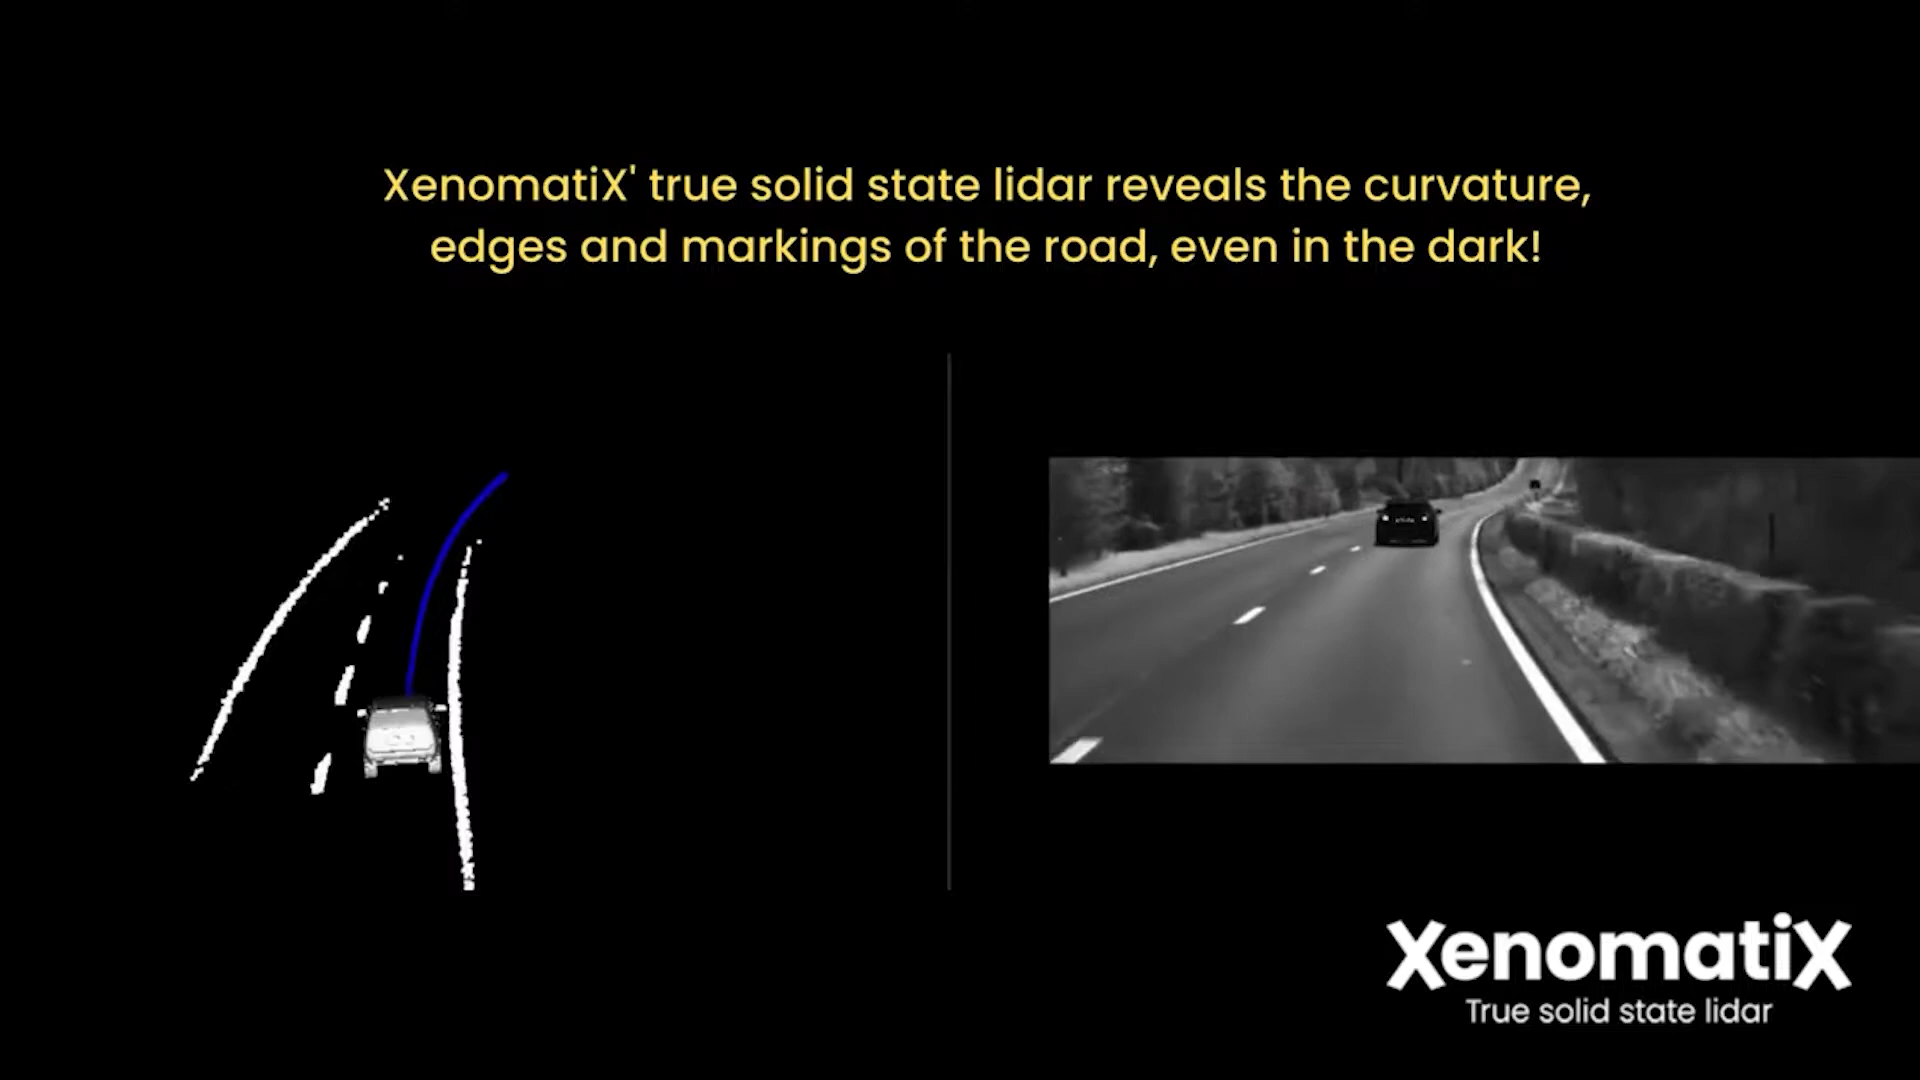 XenomatiX' true solid state lidar reveals the curvature,
edges and markings of the road, even in the dark!
XenomatiX
True solid state lidar